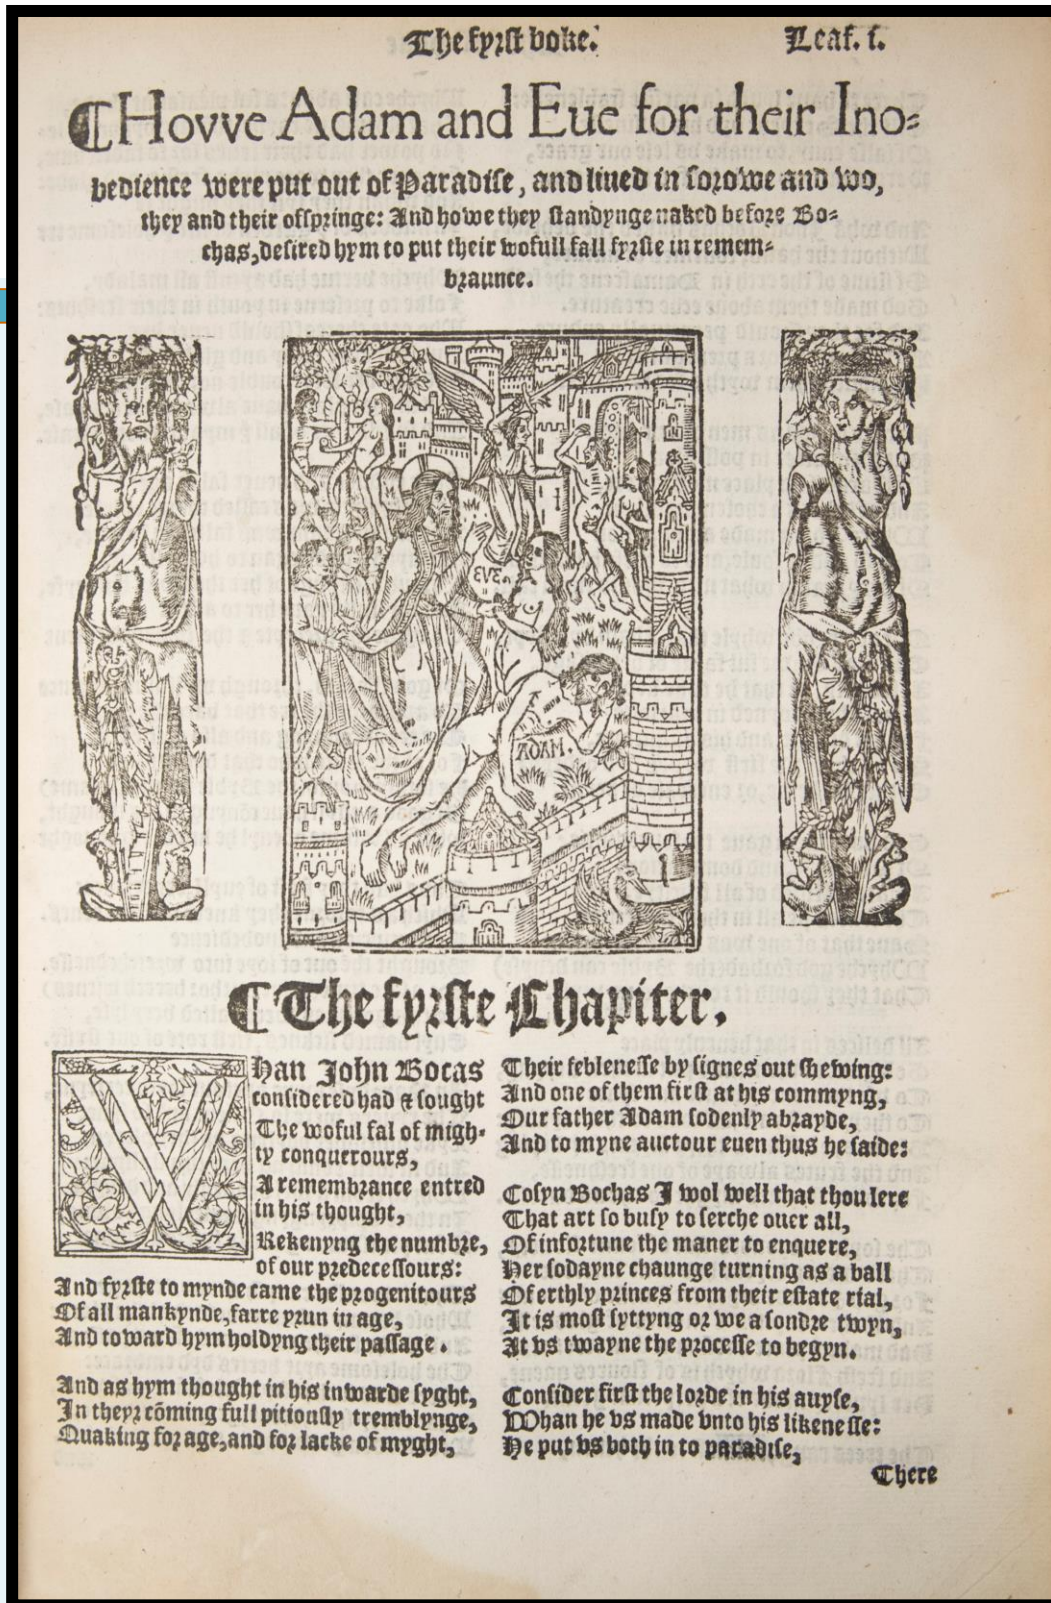 The fyrst boke.
Leaf. i.
¶ Hovve Adam and Eue for their Ino-
bedience were put out of Paradise, and liued in sorowe and wo,
they and their ofspringe: And howe they standynge naked before Bo-
chas, desired hym to put their wofull fall fyrste in remem-
braunce.
EVE.
ADAM.
¶ The fyrste Chapiter.
Whan John Bocas
considered had & sought
The woful fal of migh-
ty conquerours,
A remembrance entred
in his thought,
Rekenyng the numbre,
of our predecessours:
And fyrste to mynde came the progenitours
Of all mankynde, farre yrun in age,
And toward hym holdyng their passage.
And as hym thought in his inwarde syght,
In theyr cōming full pitiously tremblynge,
Quaking for age, and for lacke of myght,
Their feblenesse by signes out shewing:
And one of them first at his commyng,
Our father Adam sodenly abrayde,
And to myne auctour euen thus he saide:
Cosyn Bochas I wol well that thou lere
That art so busy to serche ouer all,
Of infortune the maner to enquere,
Her sodayne chaunge turning as a ball
Of erthly princes from their estate rial,
It is most syttyng or we a sondre twyn,
At vs twayne the processe to begyn.
Consider first the lorde in his auyse,
Whan he vs made vnto his likenesse:
He put vs both in to paradise,
There